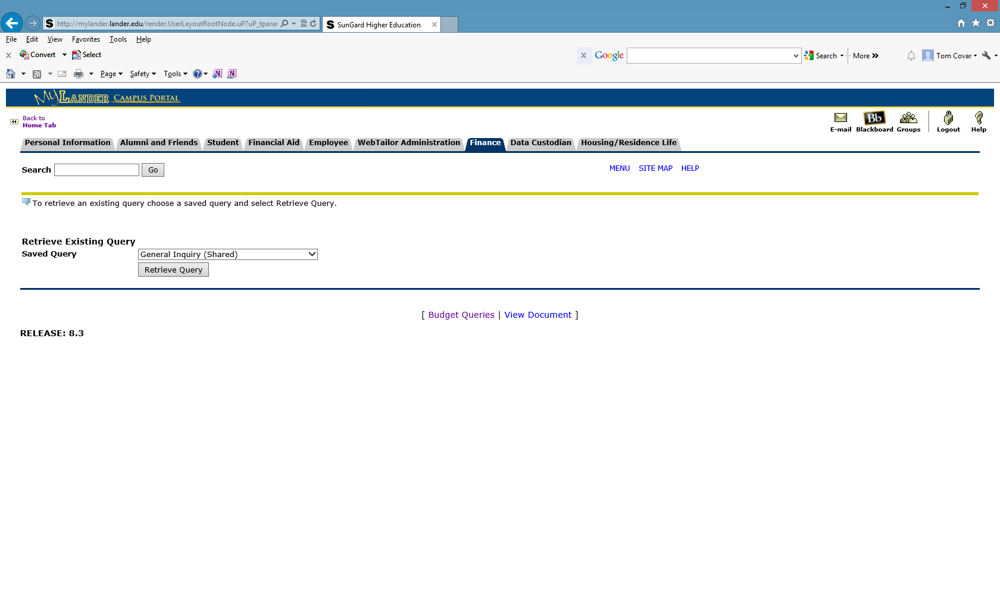 http://mylander.lander.edu/render.UserLayoutRootNode.uP?uP_tparar
S SunGard Higher Education
File Edit View Favorites Tools Help
x Convert Select
x Google Search More »
Tom Covar
Page Safety Tools
MyLander Campus Portal
Back to
Home Tab
E-mail Blackboard Groups Logout Help
Bb
Personal Information Alumni and Friends Student Financial Aid Employee WebTailor Administration Finance Data Custodian Housing/Residence Life
Search Go
MENU SITE MAP HELP
To retrieve an existing query choose a saved query and select Retrieve Query.
Retrieve Existing Query
Saved Query General Inquiry (Shared)
Retrieve Query
[ Budget Queries | View Document ]
RELEASE: 8.3